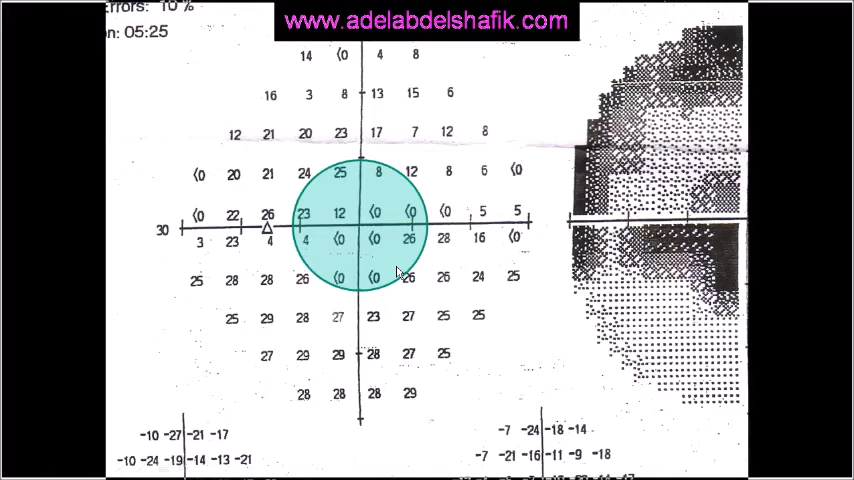 Errors: 10 %
www.adelabdelshafik.com
on: 05:25
14 ⟨0 4 8
16 3 8 13 15 6
12 21 20 23 17 7 12 8
⟨0 20 21 24 25 8 12 8 6 ⟨0
⟨0 22 26 23 12 ⟨0 ⟨0 ⟨0 5 5
30
3 23 4 4 ⟨0 ⟨0 26 28 16 ⟨0
25 28 28 26 ⟨0 ⟨0 26 26 24 25
25 29 28 27 23 27 25 25
27 29 29 28 27 25
28 28 28 29
-10 -27 -21 -17
-7 -24 -18 -14
-10 -24 -19 -14 -13 -21
-7 -21 -16 -11 -9 -18